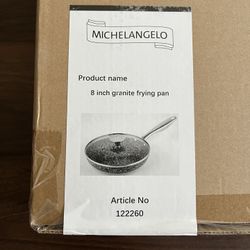 MICHELANGELO
Product name
8 inch granite frying pan
Article No
122260